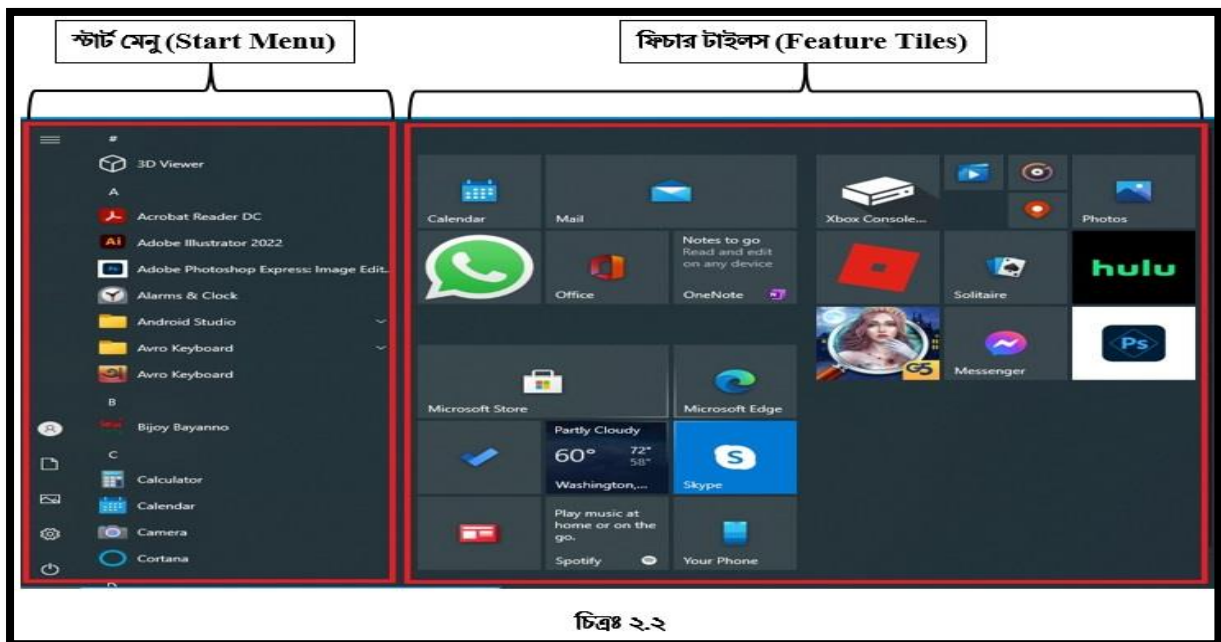 স্টার্ট মেনু (Start Menu)
ফিচার টাইলস (Feature Tiles)
#
3D Viewer
A
Acrobat Reader DC
Adobe Illustrator 2022
Adobe Photoshop Express: Image Edit..
Alarms & Clock
Android Studio
Avro Keyboard
Avro Keyboard
B
Bijoy Bayanno
C
Calculator
Calendar
Camera
Cortana
D
Calendar
Mail
WhatsApp
Office
Notes to go
Read and edit
on any device
OneNote
Microsoft Store
Microsoft Edge
Partly Cloudy
60° 72°
58°
Washington,...
S
Skype
Play music at
home or on the
go.
Spotify
Your Phone
Xbox Console...
Photos
Solitaire
hulu
G5
Messenger
Ps
চিত্রঃ ২.২